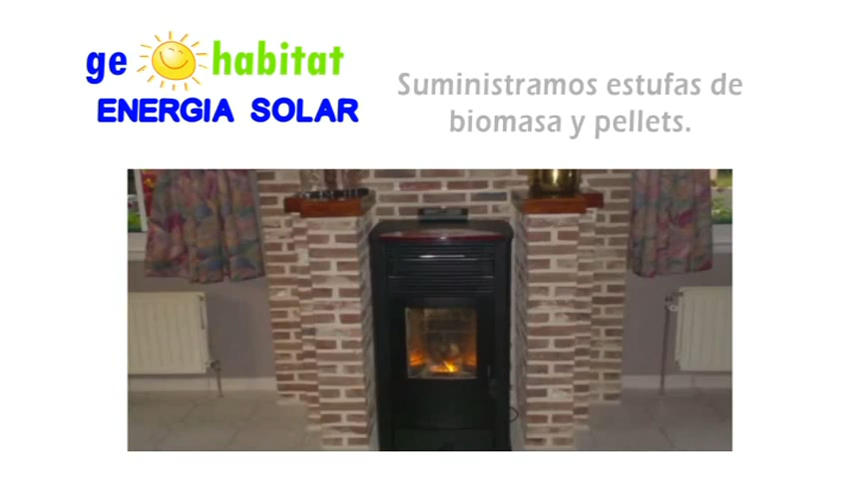 ge habitat
ENERGIA SOLAR
Suministramos estufas de
biomasa y pellets.